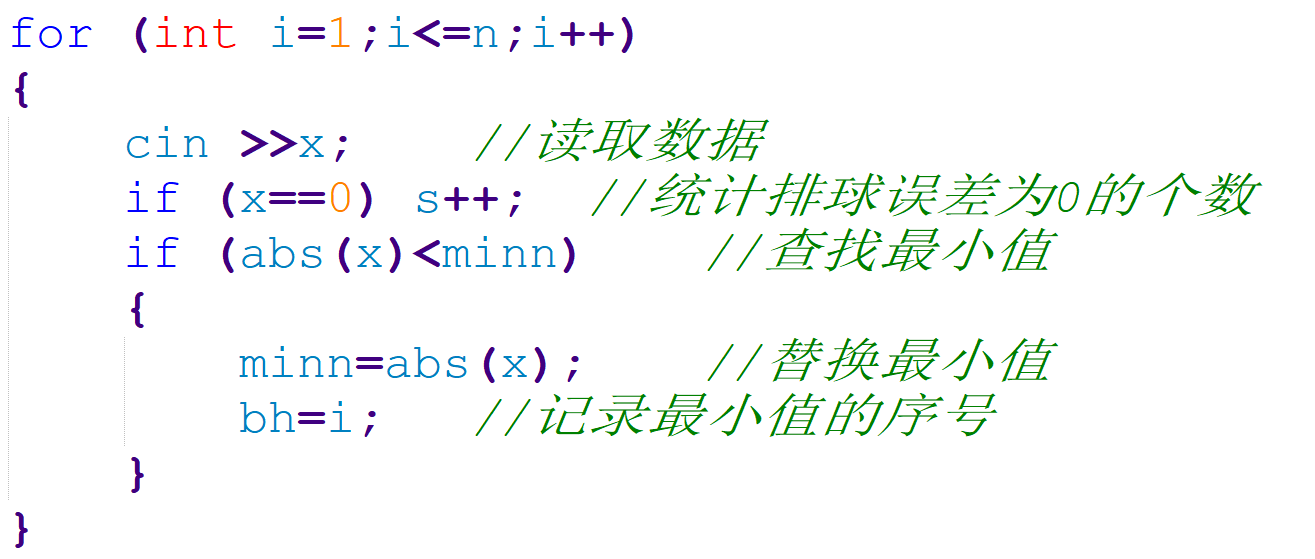 for (int i=1;i<=n;i++)
{
    cin >>x;    //读取数据
    if (x==0) s++;  //统计排球误差为0的个数
    if (abs(x)<minn)    //查找最小值
    {
        minn=abs(x);    //替换最小值
        bh=i;   //记录最小值的序号
    }
}